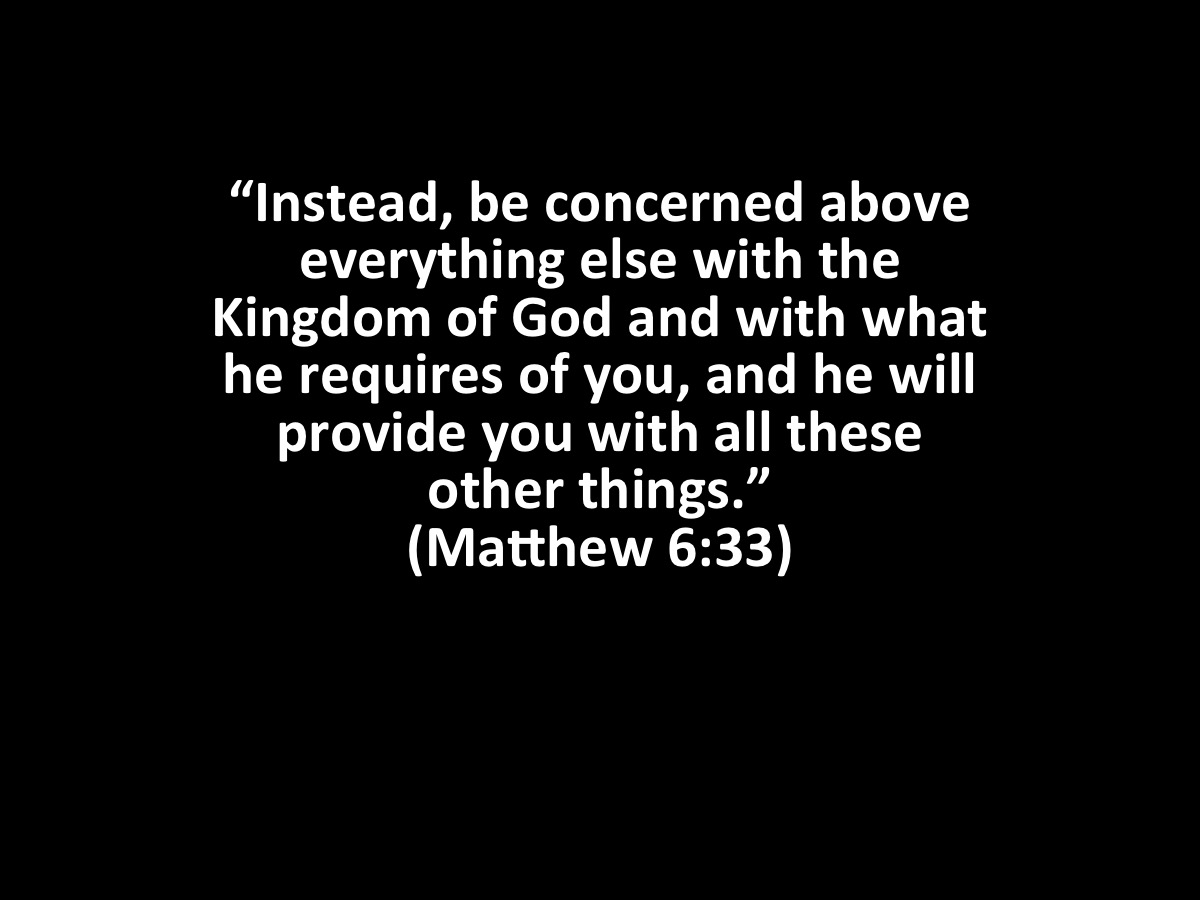 “Instead, be concerned above
everything else with the
Kingdom of God and with what
he requires of you, and he will
provide you with all these
other things.”
(Matthew 6:33)